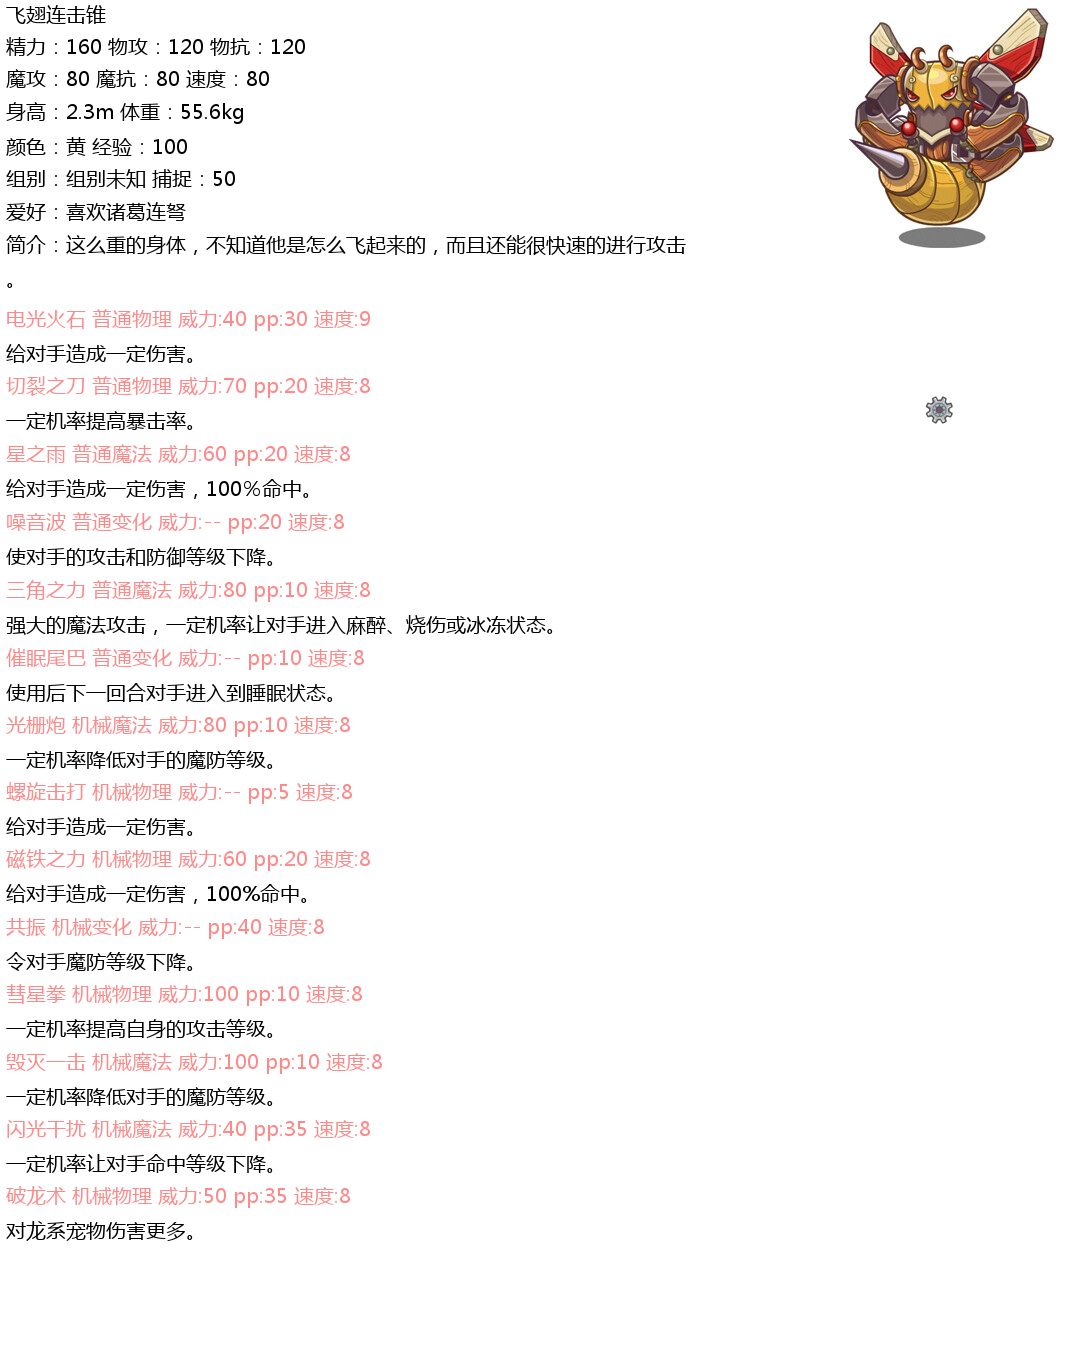 飞翅连击锥
精力：160 物攻：120 物抗：120
魔攻：80 魔抗：80 速度：80
身高：2.3m 体重：55.6kg
颜色：黄 经验：100
组别：组别未知 捕捉：50
爱好：喜欢诸葛连弩
简介：这么重的身体，不知道他是怎么飞起来的，而且还能很快速的进行攻击
。
电光火石 普通物理 威力:40 pp:30 速度:9
给对手造成一定伤害。
切裂之刀 普通物理 威力:70 pp:20 速度:8
一定机率提高暴击率。
星之雨 普通魔法 威力:60 pp:20 速度:8
给对手造成一定伤害，100％命中。
噪音波 普通变化 威力:-- pp:20 速度:8
使对手的攻击和防御等级下降。
三角之力 普通魔法 威力:80 pp:10 速度:8
强大的魔法攻击，一定机率让对手进入麻醉、烧伤或冰冻状态。
催眠尾巴 普通变化 威力:-- pp:10 速度:8
使用后下一回合对手进入到睡眠状态。
光栅炮 机械魔法 威力:80 pp:10 速度:8
一定机率降低对手的魔防等级。
螺旋击打 机械物理 威力:-- pp:5 速度:8
给对手造成一定伤害。
磁铁之力 机械物理 威力:60 pp:20 速度:8
给对手造成一定伤害，100%命中。
共振 机械变化 威力:-- pp:40 速度:8
令对手魔防等级下降。
彗星拳 机械物理 威力:100 pp:10 速度:8
一定机率提高自身的攻击等级。
毁灭一击 机械魔法 威力:100 pp:10 速度:8
一定机率降低对手的魔防等级。
闪光干扰 机械魔法 威力:40 pp:35 速度:8
一定机率让对手命中等级下降。
破龙术 机械物理 威力:50 pp:35 速度:8
对龙系宠物伤害更多。